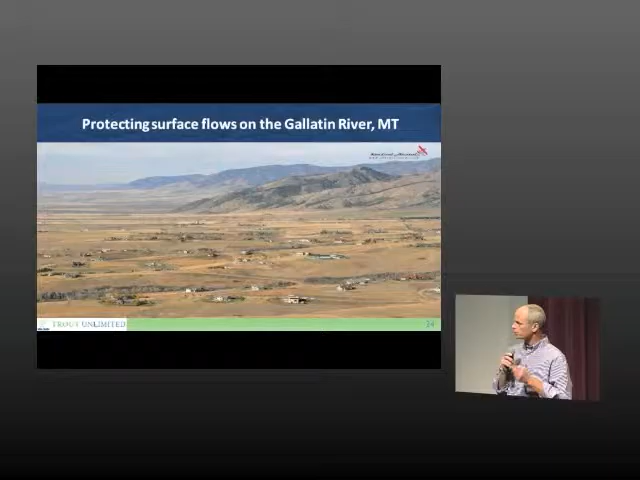 Protecting surface flows on the Gallatin River, MT
TROUT UNLIMITED
24